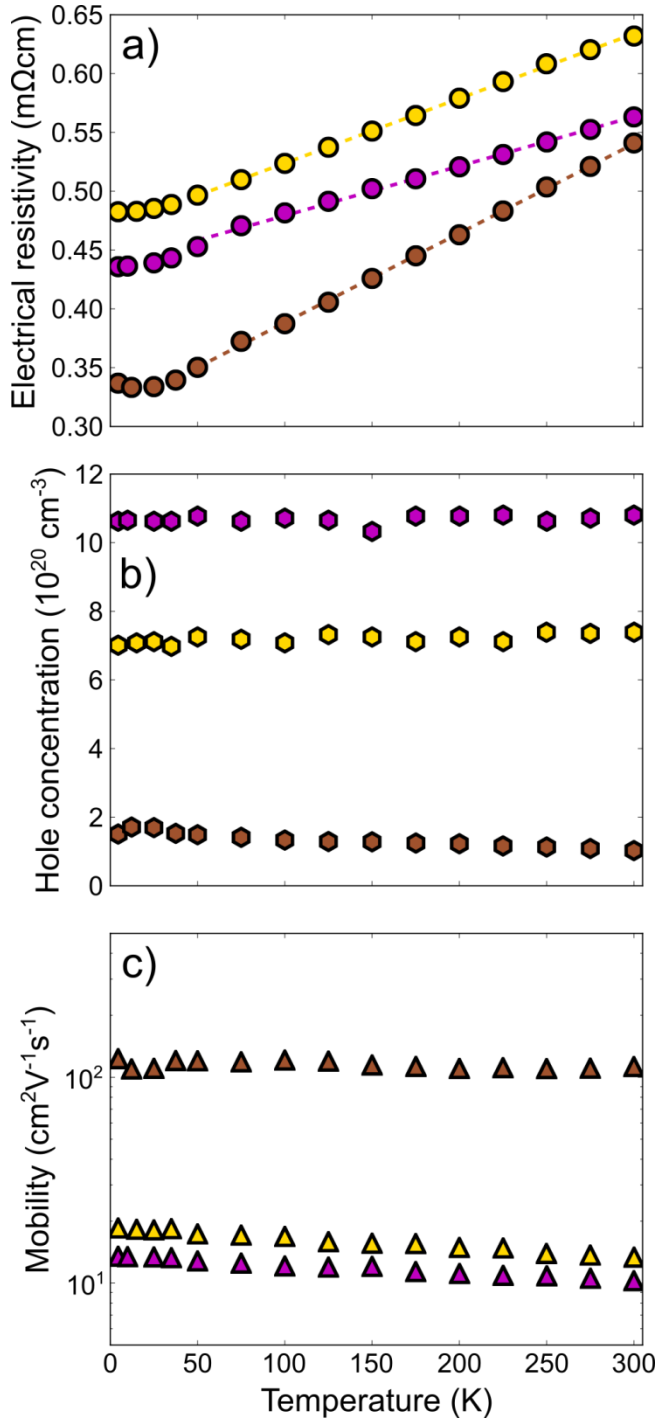 a)
Electrical resistivity (mΩcm)
0.65
0.60
0.55
0.50
0.45
0.40
0.35
0.30
b)
Hole concentration (10²⁰ cm⁻³)
12
10
8
6
4
2
0
c)
Mobility (cm²V⁻¹s⁻¹)
10²
10¹
0 50 100 150 200 250 300
Temperature (K)